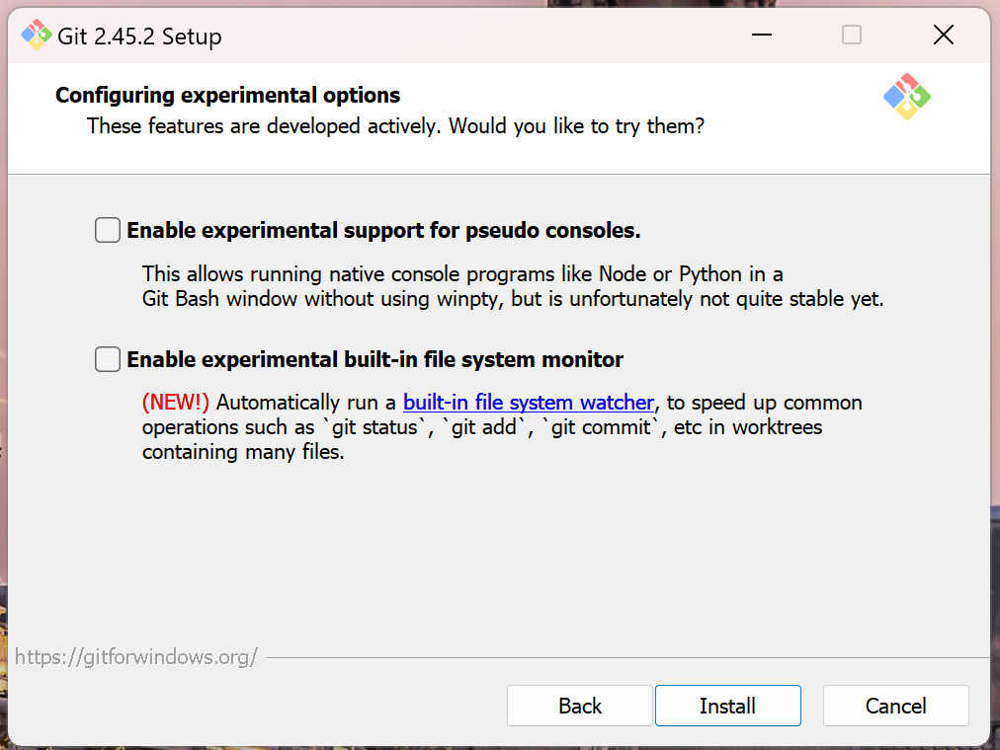 Git 2.45.2 Setup
Configuring experimental options
These features are developed actively. Would you like to try them?
Enable experimental support for pseudo consoles.
This allows running native console programs like Node or Python in a
Git Bash window without using winpty, but is unfortunately not quite stable yet.
Enable experimental built-in file system monitor
(NEW!) Automatically run a built-in file system watcher, to speed up common
operations such as `git status`, `git add`, `git commit`, etc in worktrees
containing many files.
https://gitforwindows.org/
Back
Install
Cancel